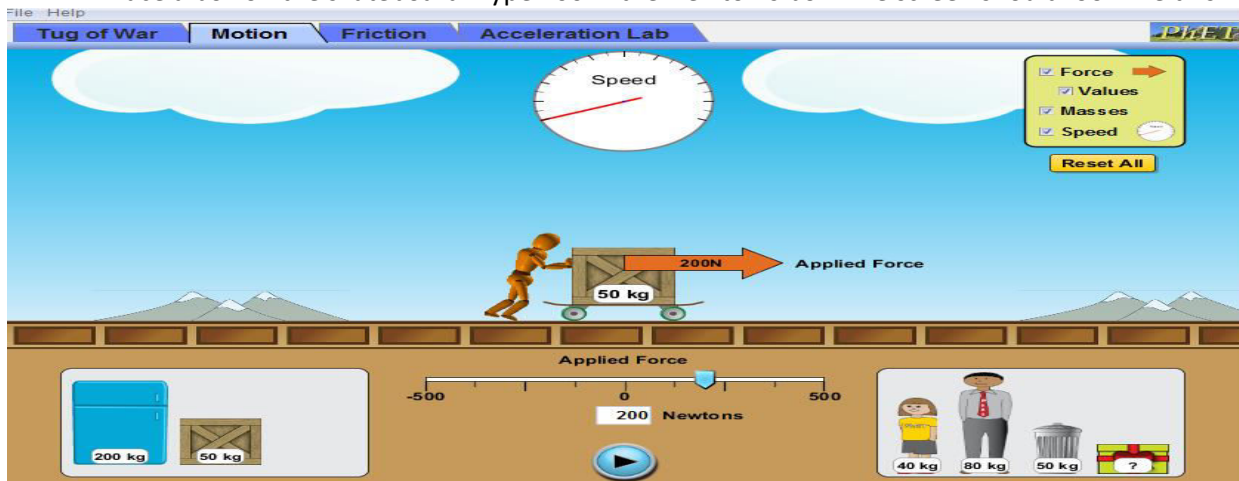 File Help
Tug of War Motion Friction Acceleration Lab PhET
Speed
Force
Values
Masses
Speed
Reset All
200N Applied Force
50 kg
Applied Force
-500 0 500
200 Newtons
200 kg 50 kg
40 kg 80 kg 50 kg ?